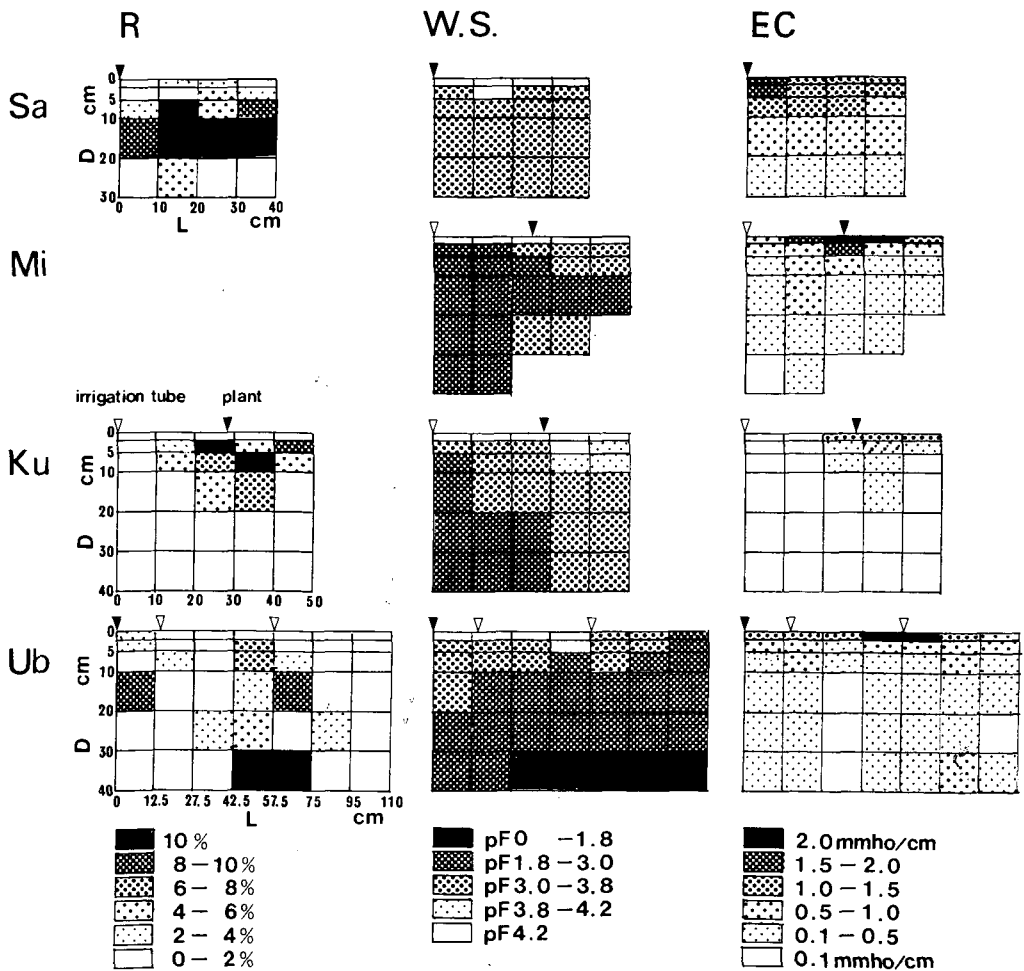 R W.S. EC
Sa
0
cm
5
10
D
20
30
0 10 20 30 40
L cm
Mi
irrigation tube plant
Ku
0
cm
5
10
20
D
30
40
0 10 20 30 40 50
Ub
0
cm
5
10
20
D
30
40
0 12.5 27.5 42.5 57.5 75 95 110
L cm
10 % pF0 -1.8 2.0mmho/cm
8-10% pF1.8-3.0 1.5-2.0
6- 8% pF3.0-3.8 1.0-1.5
4- 6% pF3.8-4.2 0.5-1.0
2- 4% pF4.2 0.1-0.5
0- 2% 0.1mmho/cm